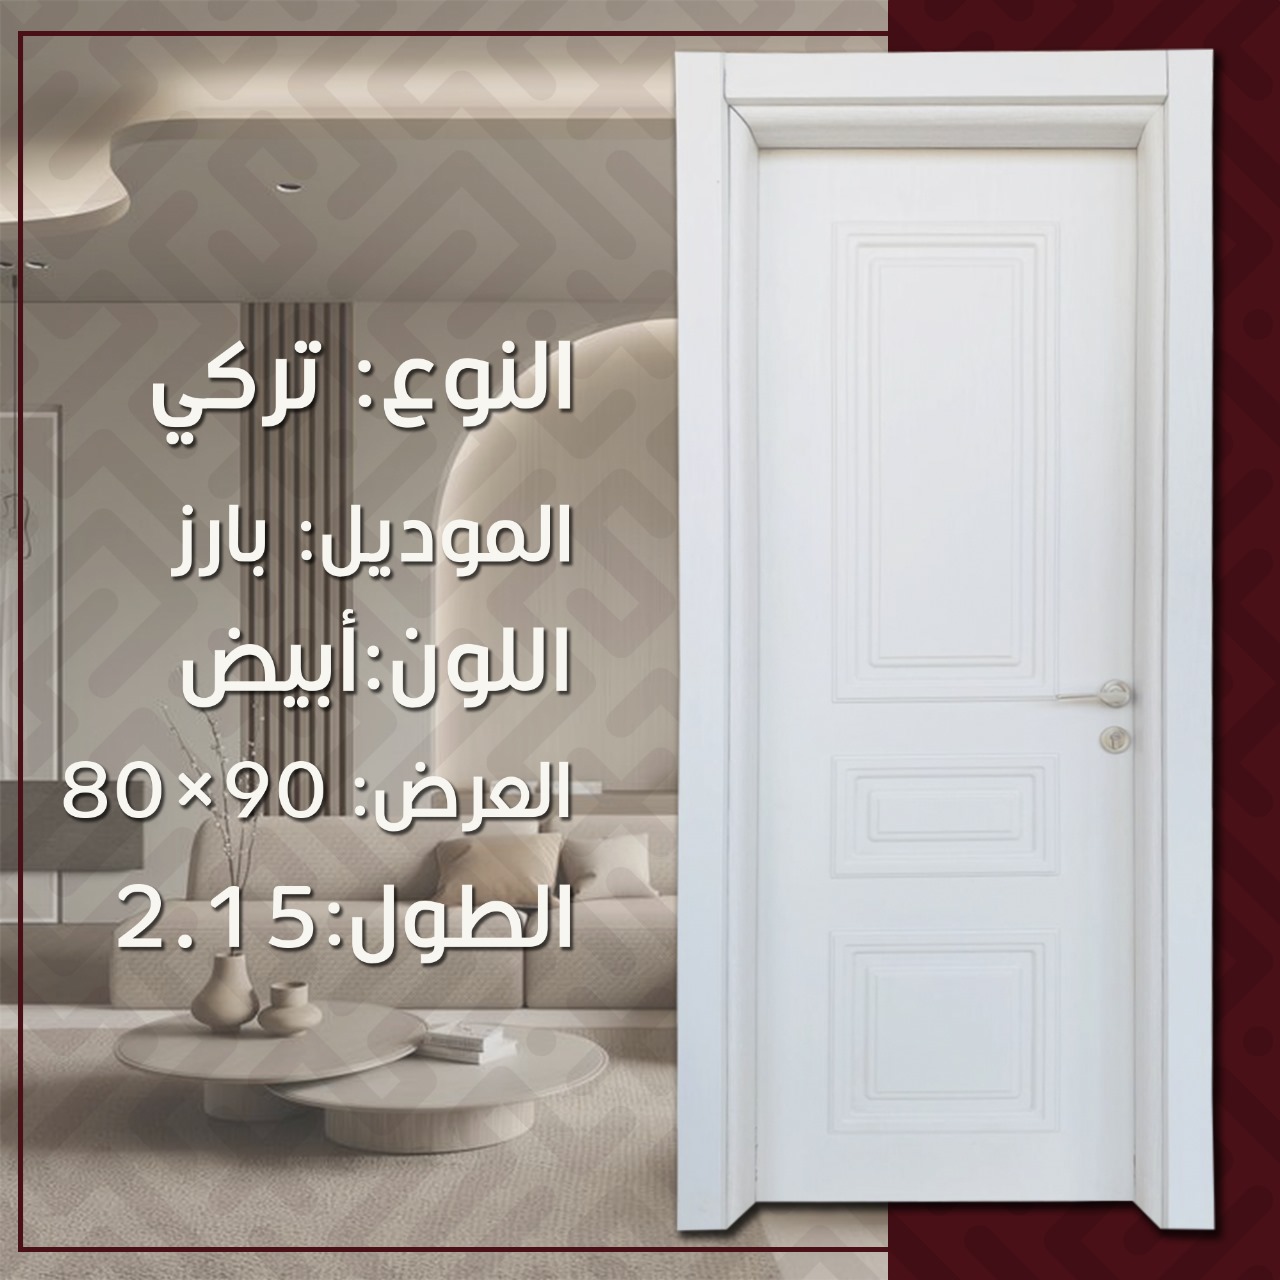 النوع: تركي
الموديل: بارز
اللون:أبيض
العرض: 90×80
الطول:2.15